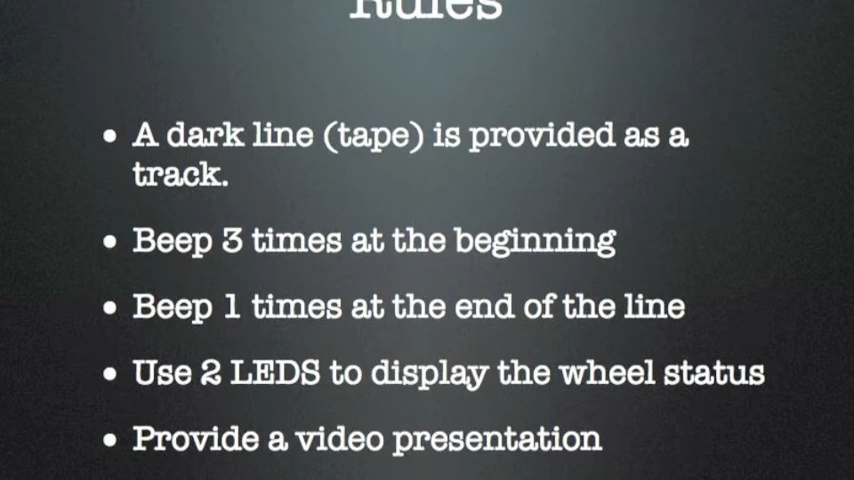 Rules
• A dark line (tape) is provided as a
track.
• Beep 3 times at the beginning
• Beep 1 times at the end of the line
• Use 2 LEDS to display the wheel status
• Provide a video presentation